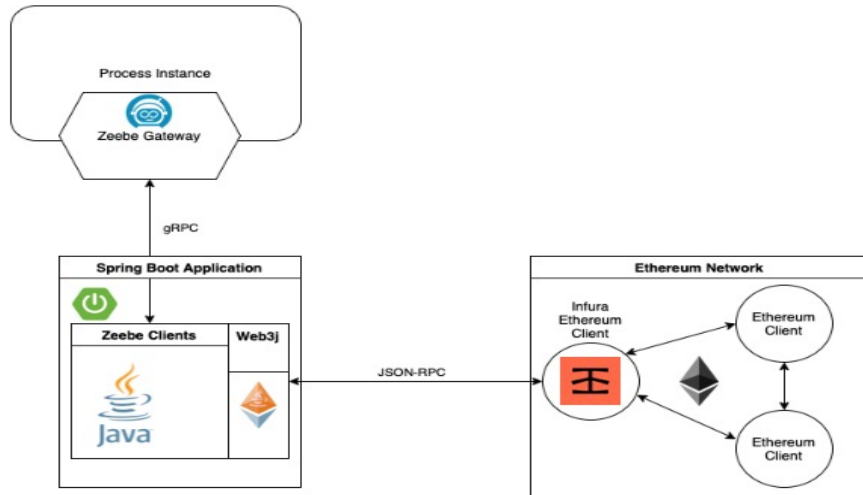 Process Instance
Zeebe Gateway
gRPC
Spring Boot Application
Zeebe Clients
Web3j
Java
JSON-RPC
Ethereum Network
Infura
Ethereum
Client
Ethereum
Client
Ethereum
Client